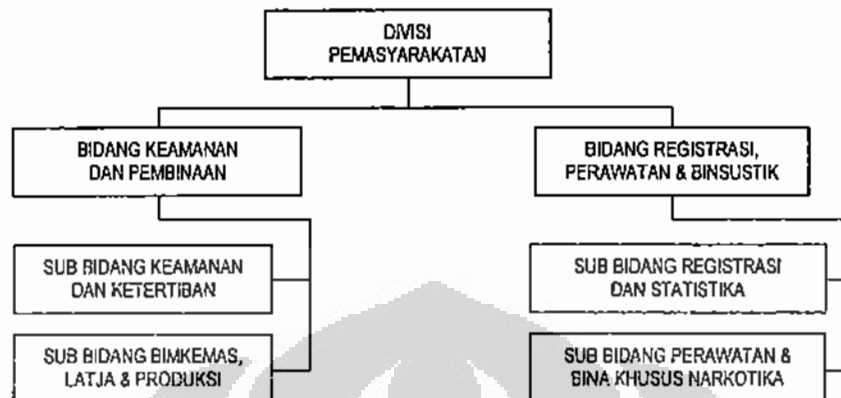 DIVISI
PEMASYARAKATAN
BIDANG KEAMANAN
DAN PEMBINAAN
BIDANG REGISTRASI,
PERAWATAN & BINSUSTIK
SUB BIDANG KEAMANAN
DAN KETERTIBAN
SUB BIDANG REGISTRASI
DAN STATISTIKA
SUB BIDANG BIMKEMAS,
LATJA & PRODUKSI
SUB BIDANG PERAWATAN &
BINA KHUSUS NARKOTIKA